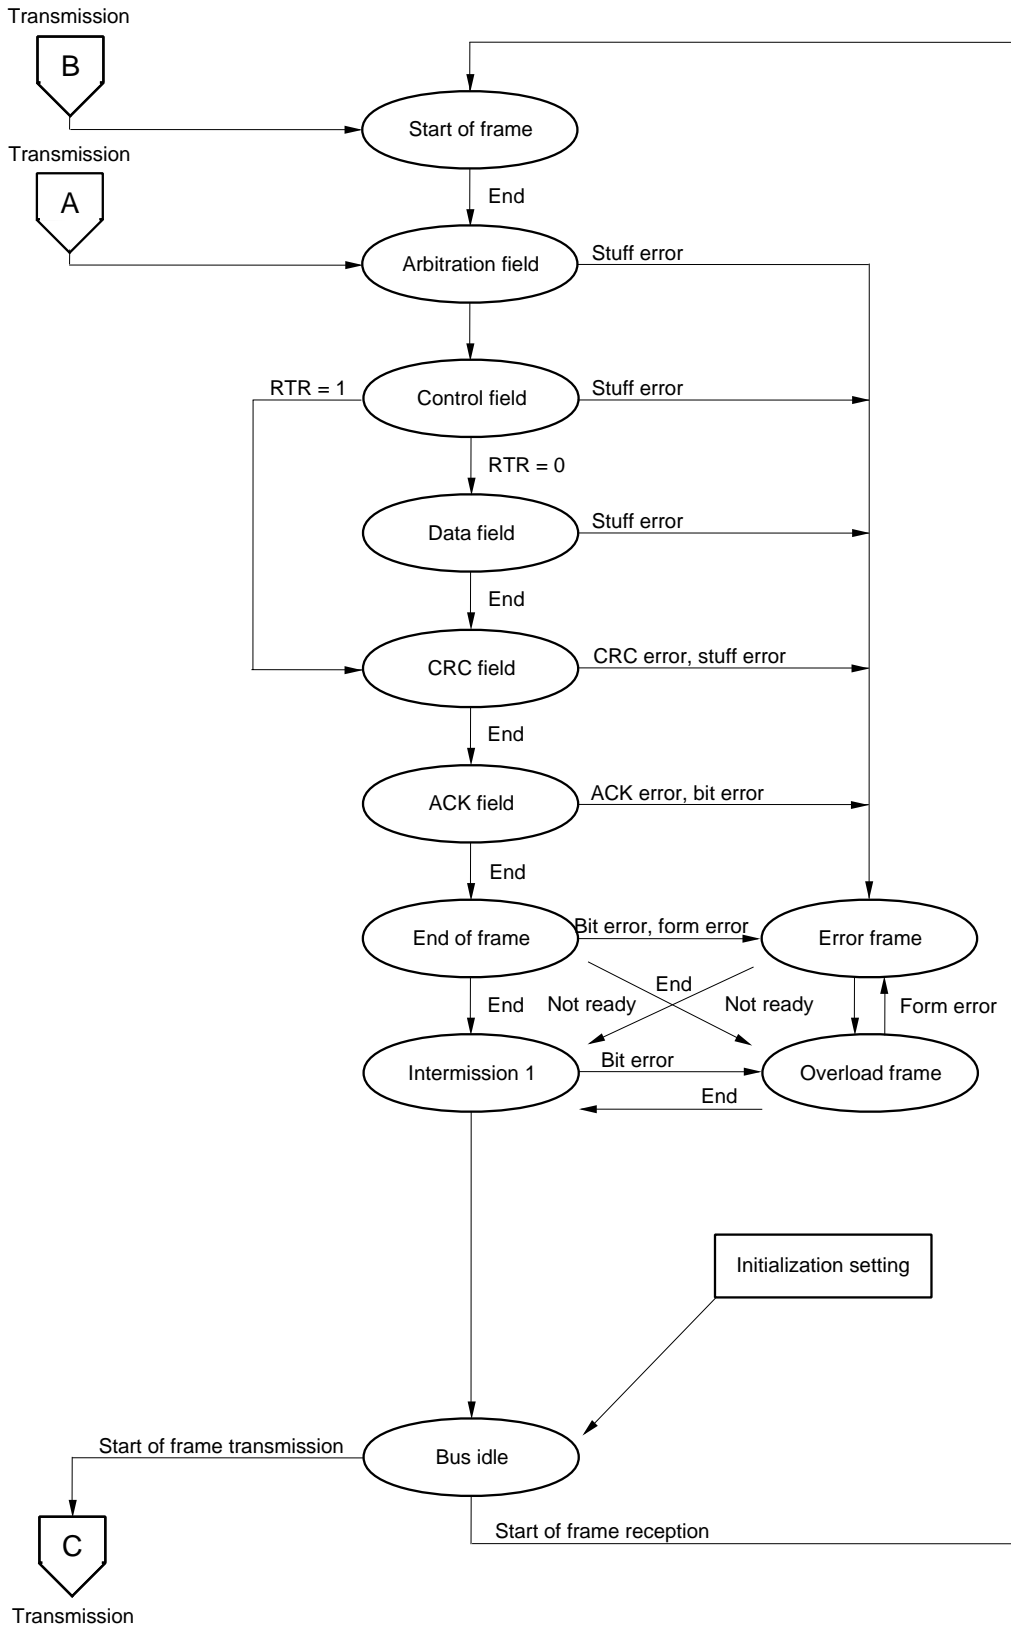 Transmission
B
Start of frame
End
Transmission
A
Arbitration field
Stuff error
RTR = 1
Control field
Stuff error
RTR = 0
Data field
Stuff error
End
CRC field
CRC error, stuff error
End
ACK field
ACK error, bit error
End
End of frame
Bit error, form error
Error frame
End
Not ready
End
Not ready
Form error
Intermission 1
Bit error
Overload frame
End
Initialization setting
Start of frame transmission
Bus idle
C
Start of frame reception
Transmission